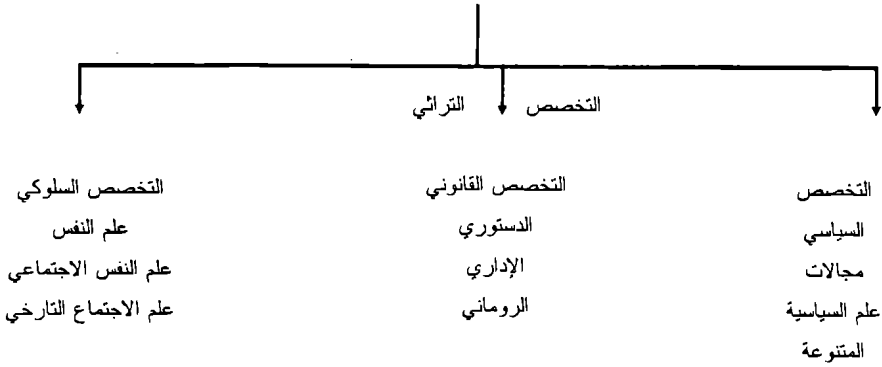 التخصص التراثي
التخصص
السياسي
مجالات
علم السياسية
المتنوعة
التخصص القانوني
الدستوري
الإداري
الروماني
التخصص السلوكي
علم النفس
علم النفس الاجتماعي
علم الاجتماع التارخي